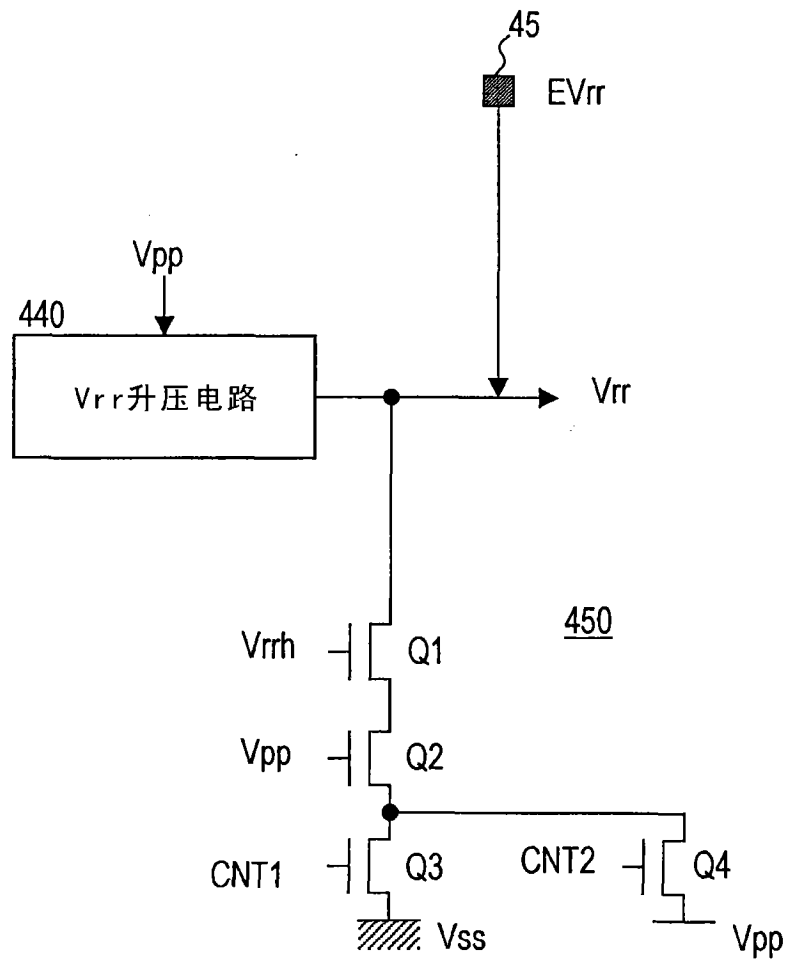 45
EVrr
Vpp
440
Vrr升压电路
Vrr
450
Vrrh
Q1
Vpp
Q2
CNT1
Q3
CNT2
Q4
Vss
Vpp